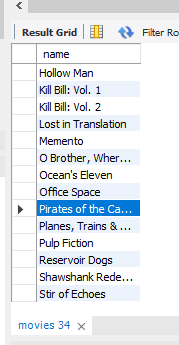 Result Grid
Filter Ro
name
Hollow Man
Kill Bill: Vol. 1
Kill Bill: Vol. 2
Lost in Translation
Memento
O Brother, Wher...
Ocean's Eleven
Office Space
Pirates of the Ca...
Planes, Trains & ...
Pulp Fiction
Reservoir Dogs
Shawshank Rede...
Stir of Echoes
movies 34